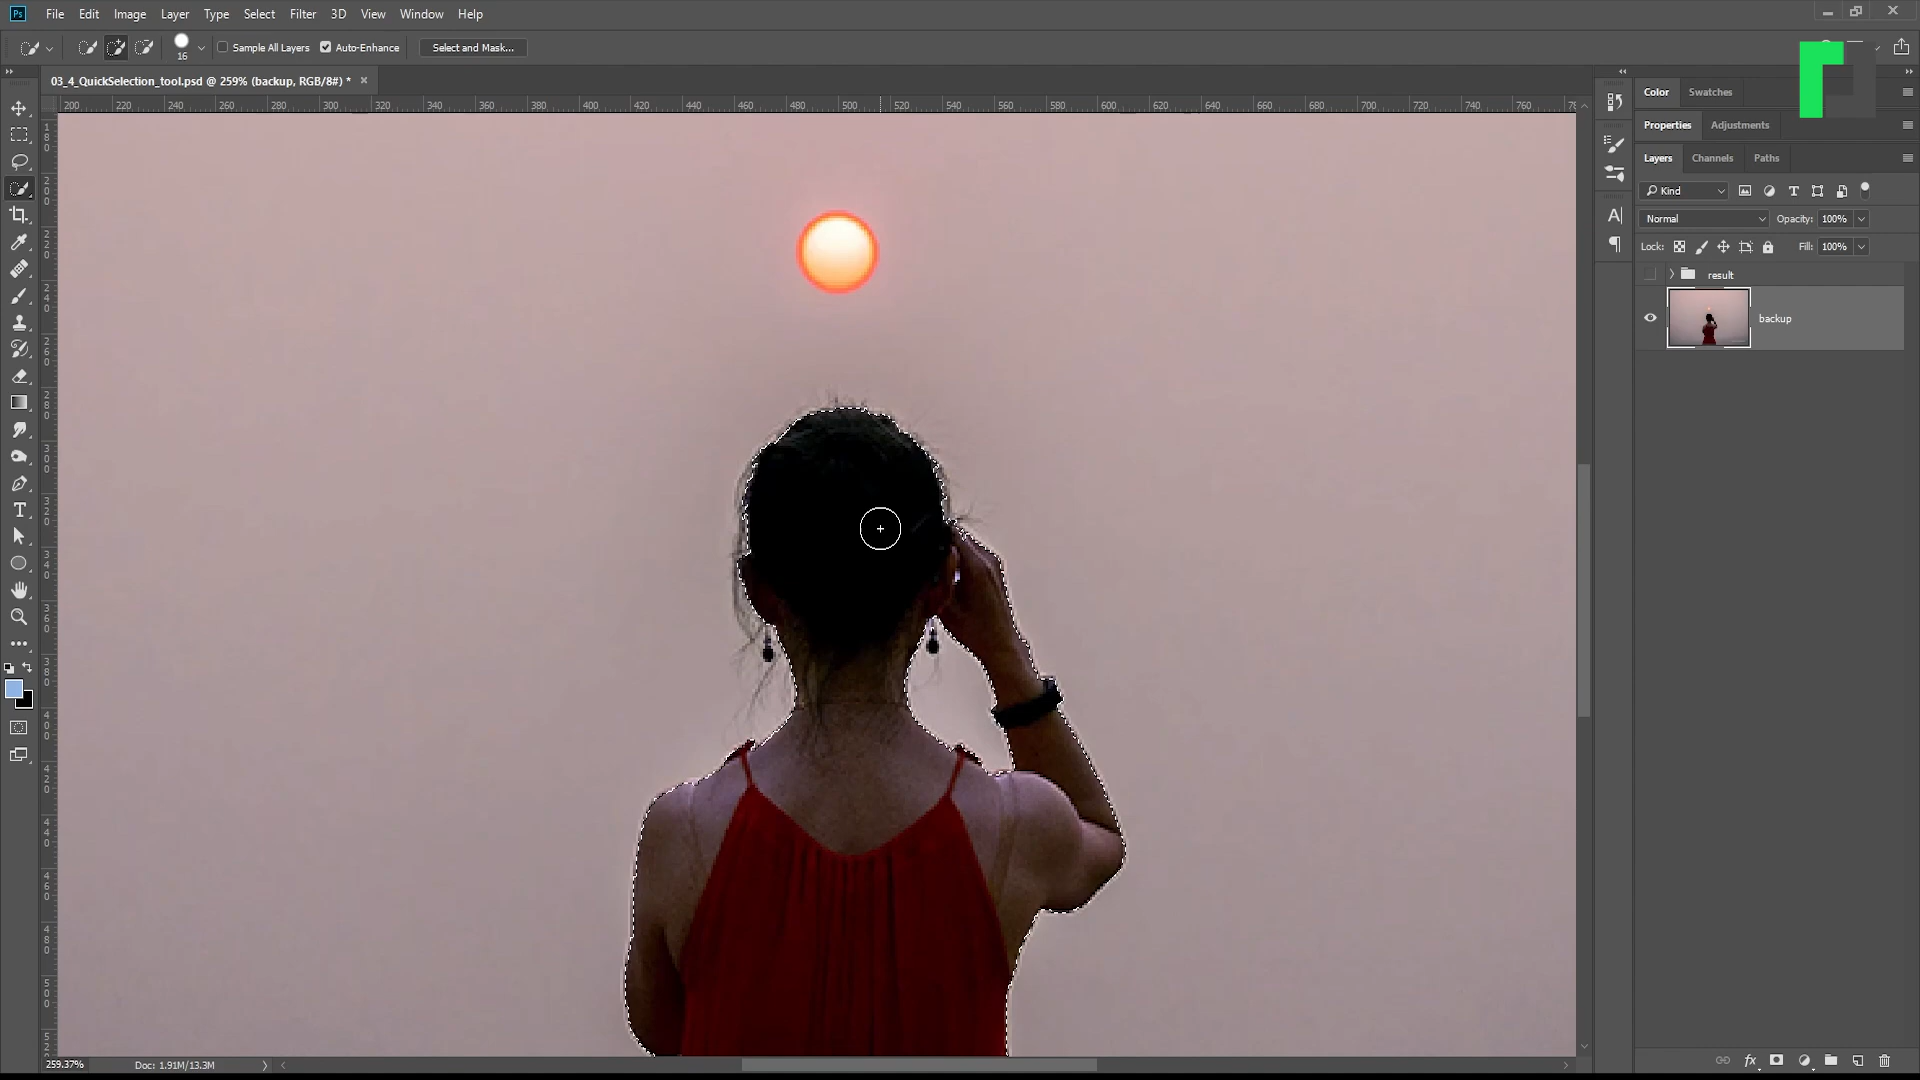 Ps File Edit Image Layer Type Select Filter 3D View Window Help
16 Sample All Layers Auto-Enhance Select and Mask...
03_4_QuickSelection_tool.psd @ 259% (backup, RGB/8#) * ×
200 220 240 260 280 300 320 340 360 380 400 420 440 460 480 500 520 540 560 580 600 620 640 660 680 700 720 740 760
180
200
220
240
260
280
300
320
340
360
380
400
420
440
460
480
500
Color Swatches
Properties Adjustments
Layers Channels Paths
Kind
Normal Opacity: 100%
Lock: Fill: 100%
result
backup
259.37% Doc: 1.91M/13.3M
fx